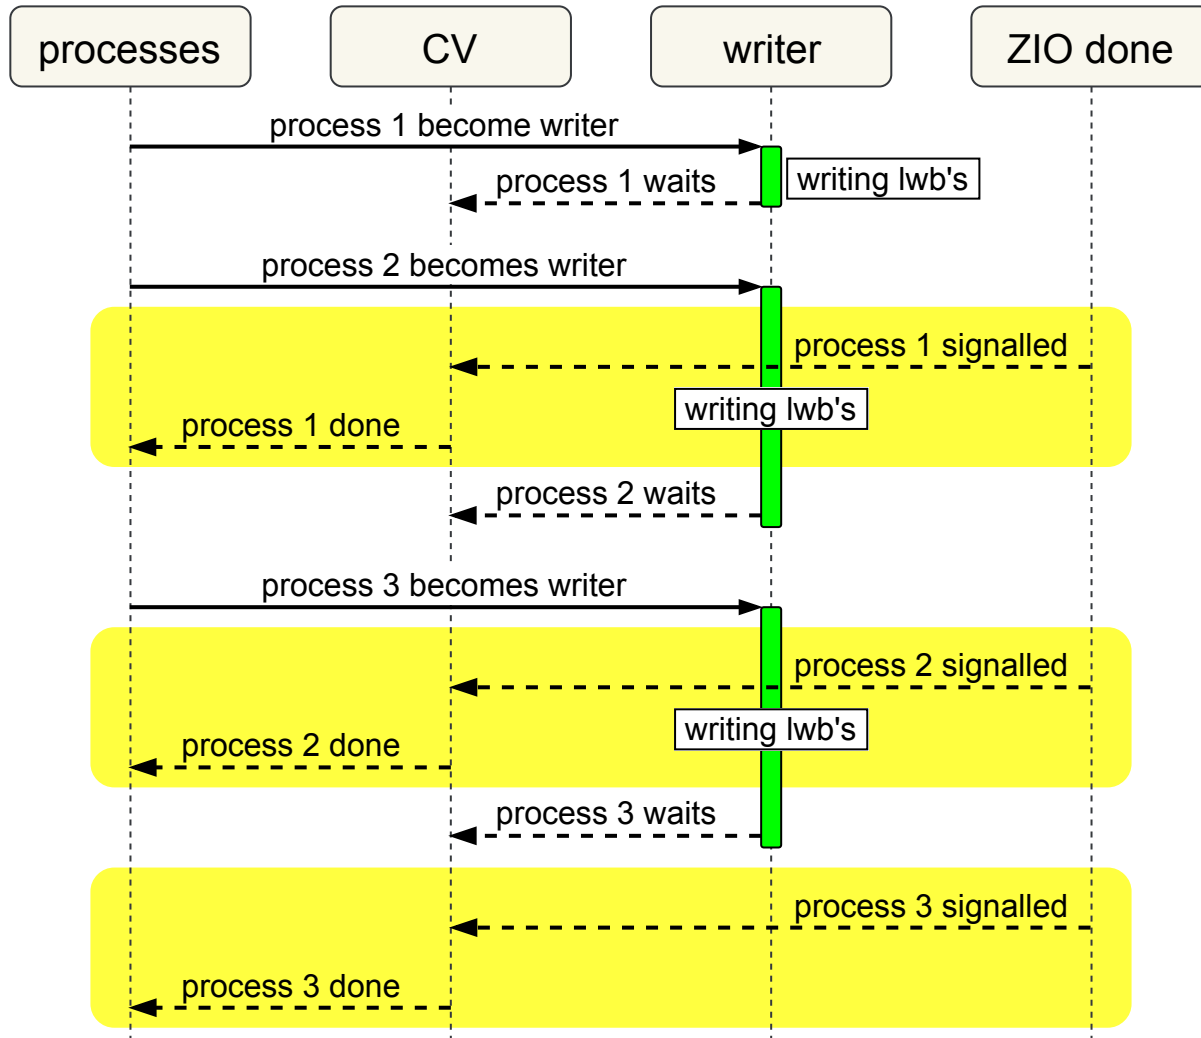 processes
CV
writer
ZIO done
process 1 become writer
process 1 waits
writing lwb's
process 2 becomes writer
process 1 signalled
writing lwb's
process 1 done
process 2 waits
process 3 becomes writer
process 2 signalled
writing lwb's
process 2 done
process 3 waits
process 3 signalled
process 3 done